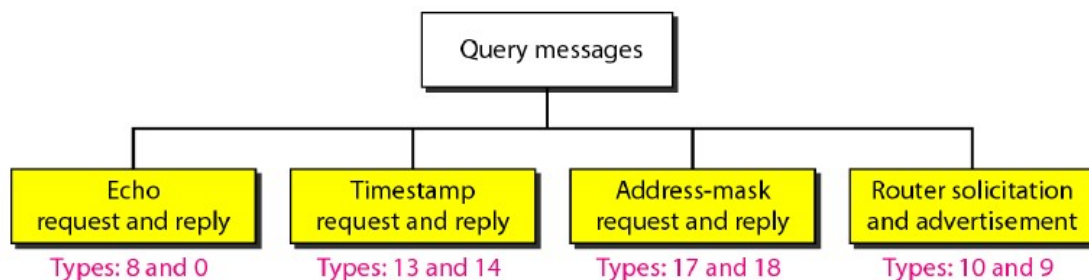 Query messages
Echo
request and reply
Timestamp
request and reply
Address-mask
request and reply
Router solicitation
and advertisement
Types: 8 and 0
Types: 13 and 14
Types: 17 and 18
Types: 10 and 9